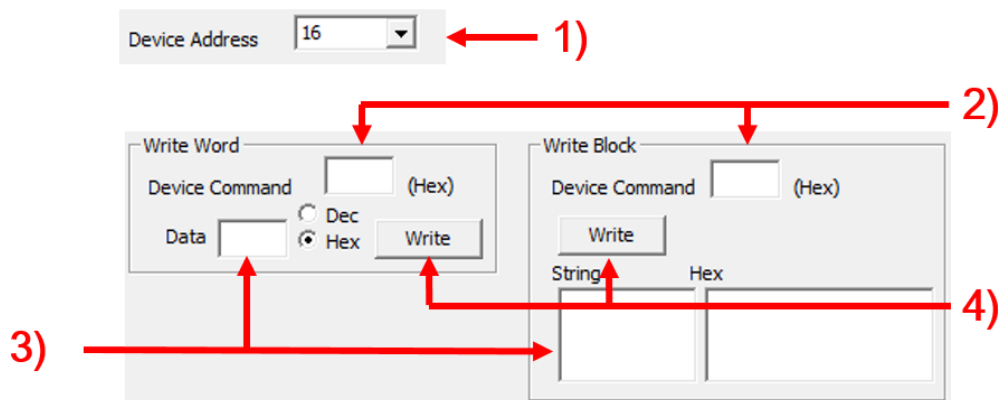 Device Address 16 1)
2)
Write Word
Device Command (Hex)
Data Dec
Hex Write
Write Block
Device Command (Hex)
Write
String Hex
3)
4)